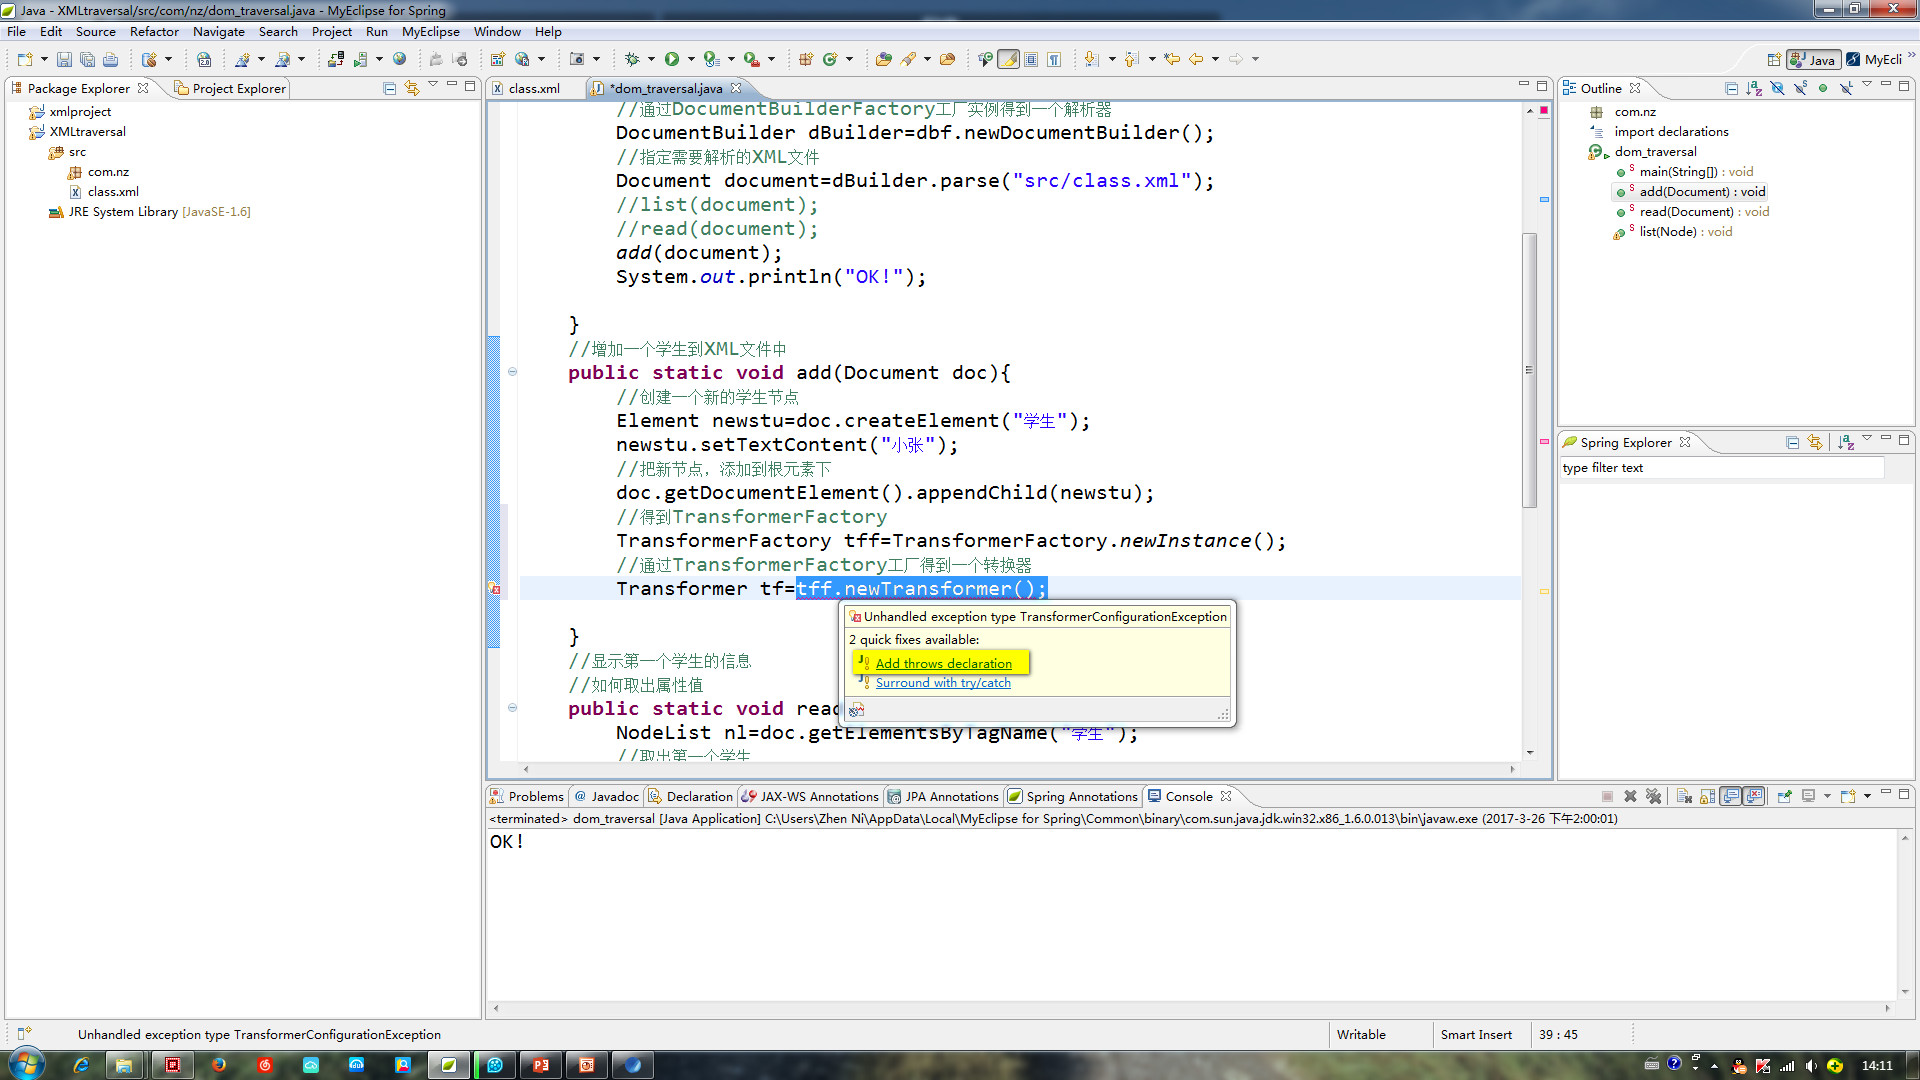 Java - XMLtraversal/src/com/nz/dom_traversal.java - MyEclipse for Spring
File Edit Source Refactor Navigate Search Project Run MyEclipse Window Help
Java MyEcli
Package Explorer Project Explorer
xmlproject
XMLtraversal
src
com.nz
class.xml
JRE System Library [JavaSE-1.6]
class.xml *dom_traversal.java
//通过DocumentBuilderFactory工厂实例得到一个解析器
DocumentBuilder dBuilder=dbf.newDocumentBuilder();
//指定需要解析的XML文件
Document document=dBuilder.parse("src/class.xml");
//list(document);
//read(document);
add(document);
System.out.println("OK!");
}
//增加一个学生到XML文件中
public static void add(Document doc){
//创建一个新的学生节点
Element newstu=doc.createElement("学生");
newstu.setTextContent("小张");
//把新节点，添加到根元素下
doc.getDocumentElement().appendChild(newstu);
//得到TransformerFactory
TransformerFactory tff=TransformerFactory.newInstance();
//通过TransformerFactory工厂得到一个转换器
Transformer tf=tff.newTransformer();
Unhandled exception type TransformerConfigurationException
2 quick fixes available:
Add throws declaration
Surround with try/catch
}
//显示第一个学生的信息
//如何取出属性值
public static void read
NodeList nl=doc.getElementsByTagName("学生");
//取出第一个学生
Outline
com.nz
import declarations
dom_traversal
main(String[]) : void
add(Document) : void
read(Document) : void
list(Node) : void
Spring Explorer
type filter text
Problems Javadoc Declaration JAX-WS Annotations JPA Annotations Spring Annotations Console
<terminated> dom_traversal [Java Application] C:\Users\Zhen Ni\AppData\Local\MyEclipse for Spring\Common\binary\com.sun.java.jdk.win32.x86_1.6.0.013\bin\javaw.exe (2017-3-26 下午2:00:01)
OK!
Unhandled exception type TransformerConfigurationException
Writable Smart Insert 39 : 45
14:11